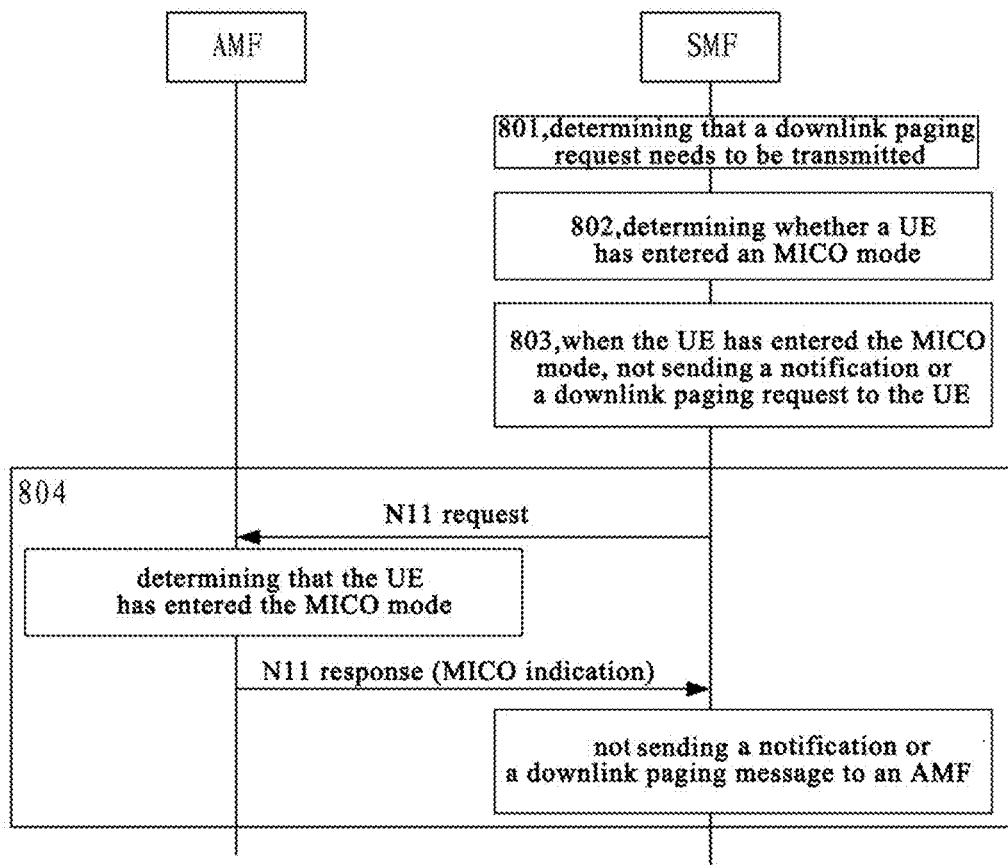 AMF
SMF
801,determining that a downlink paging
request needs to be transmitted
802,determining whether a UE
has entered an MICO mode
803,when the UE has entered the MICO
mode, not sending a notification or
a downlink paging request to the UE
804
N11 request
determining that the UE
has entered the MICO mode
N11 response (MICO indication)
not sending a notification or
a downlink paging message to an AMF